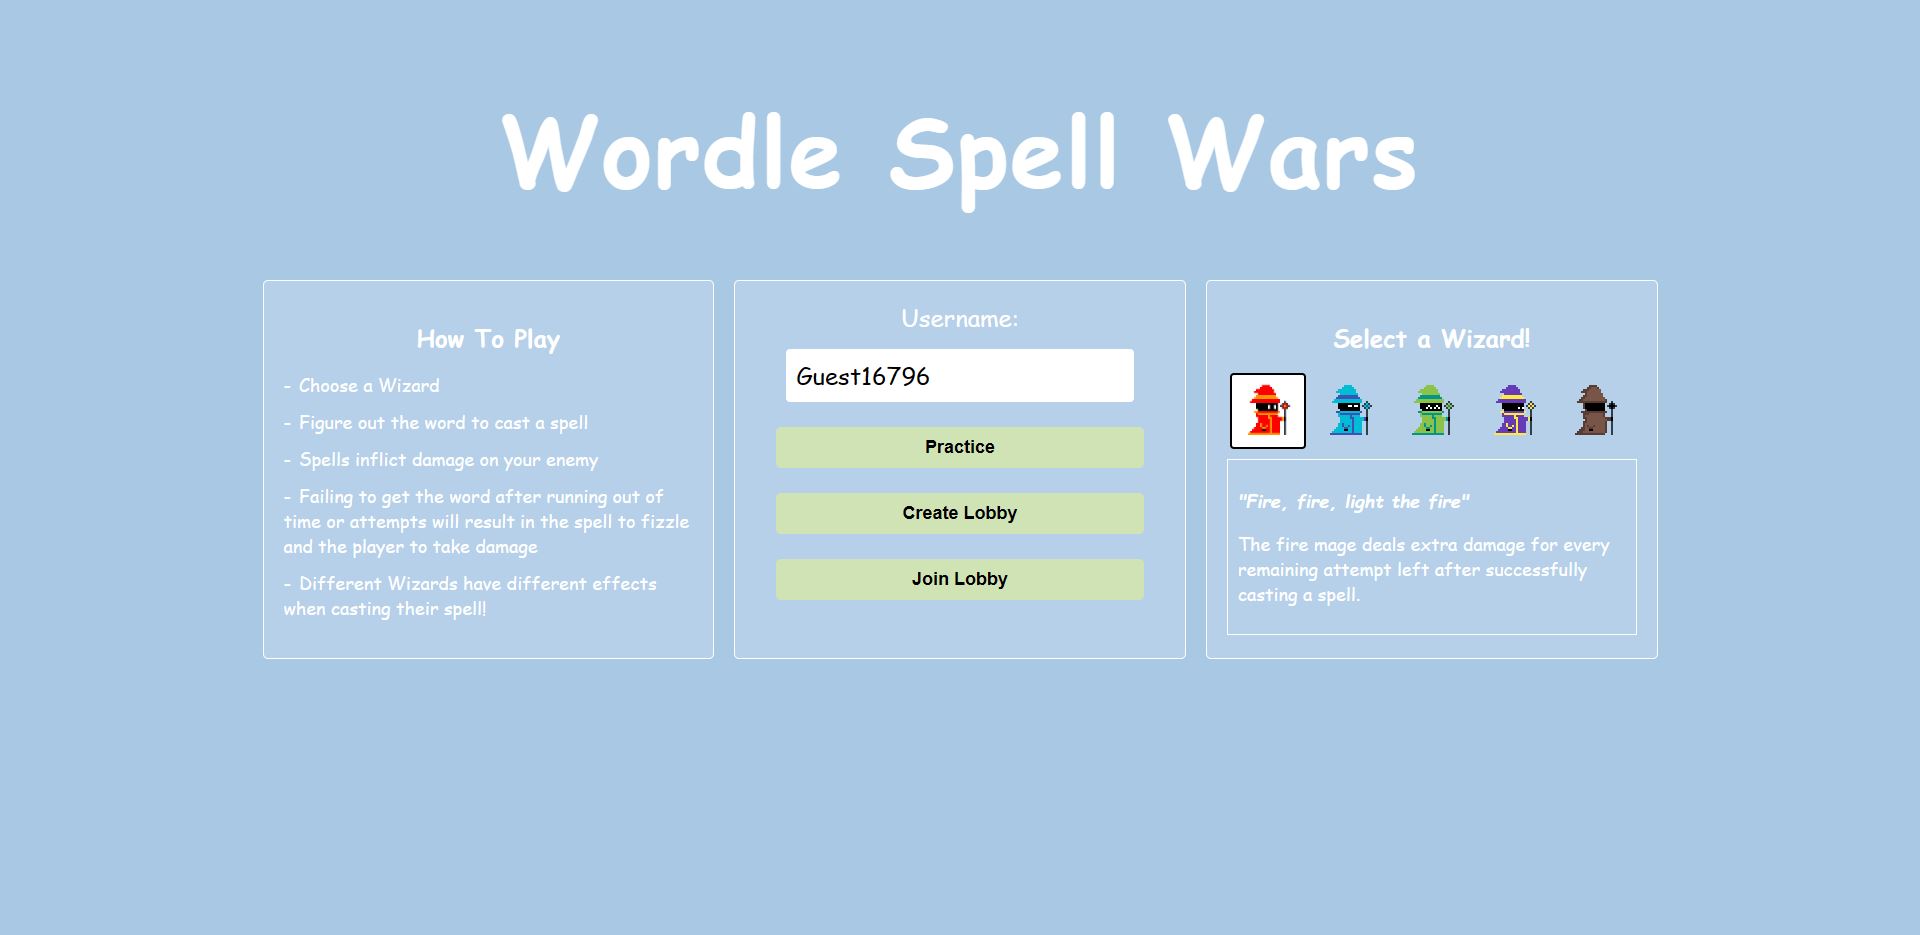 Wordle Spell Wars
How To Play
- Choose a Wizard
- Figure out the word to cast a spell
- Spells inflict damage on your enemy
- Failing to get the word after running out of
time or attempts will result in the spell to fizzle
and the player to take damage
- Different Wizards have different effects
when casting their spell!
Username:
Guest16796
Practice
Create Lobby
Join Lobby
Select a Wizard!
"Fire, fire, light the fire"
The fire mage deals extra damage for every
remaining attempt left after successfully
casting a spell.